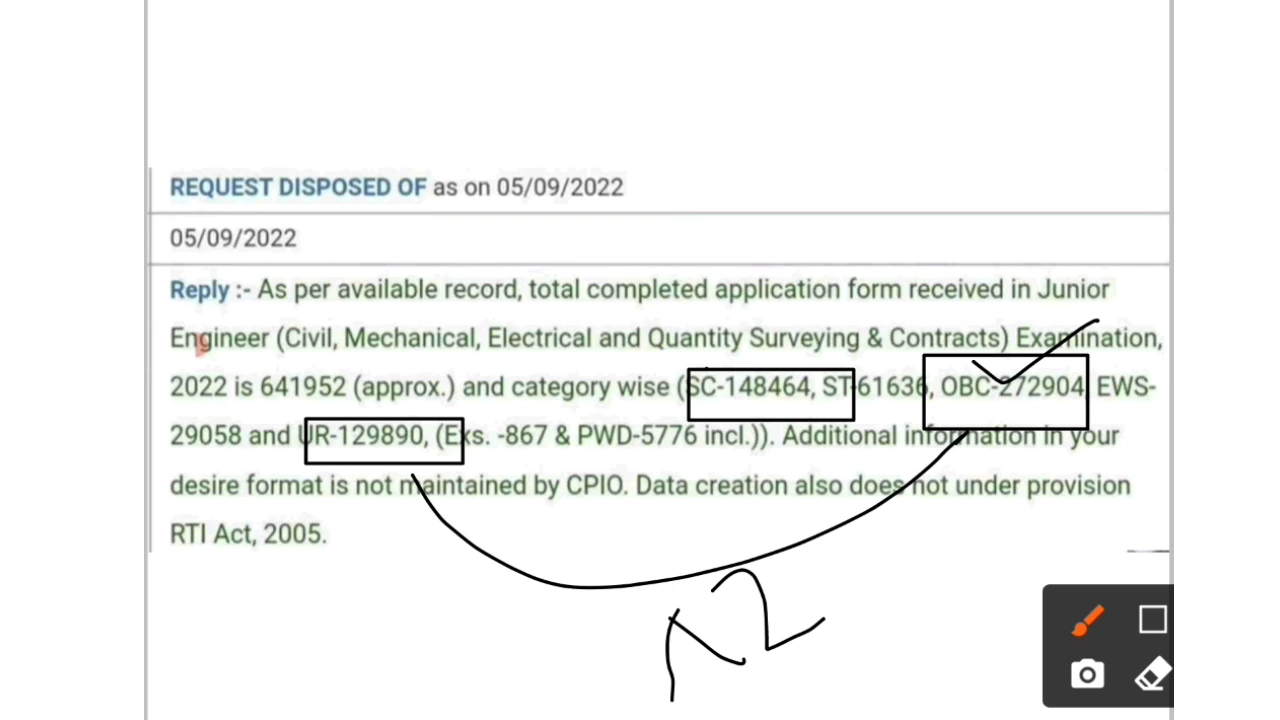 REQUEST DISPOSED OF as on 05/09/2022
05/09/2022
Reply :- As per available record, total completed application form received in Junior
Engineer (Civil, Mechanical, Electrical and Quantity Surveying & Contracts) Examination,
2022 is 641952 (approx.) and category wise (SC-148464, ST-61636, OBC-272904, EWS-
29058 and UR-129890, (Exs. -867 & PWD-5776 incl.)). Additional information in your
desire format is not maintained by CPIO. Data creation also does not under provision
RTI Act, 2005.